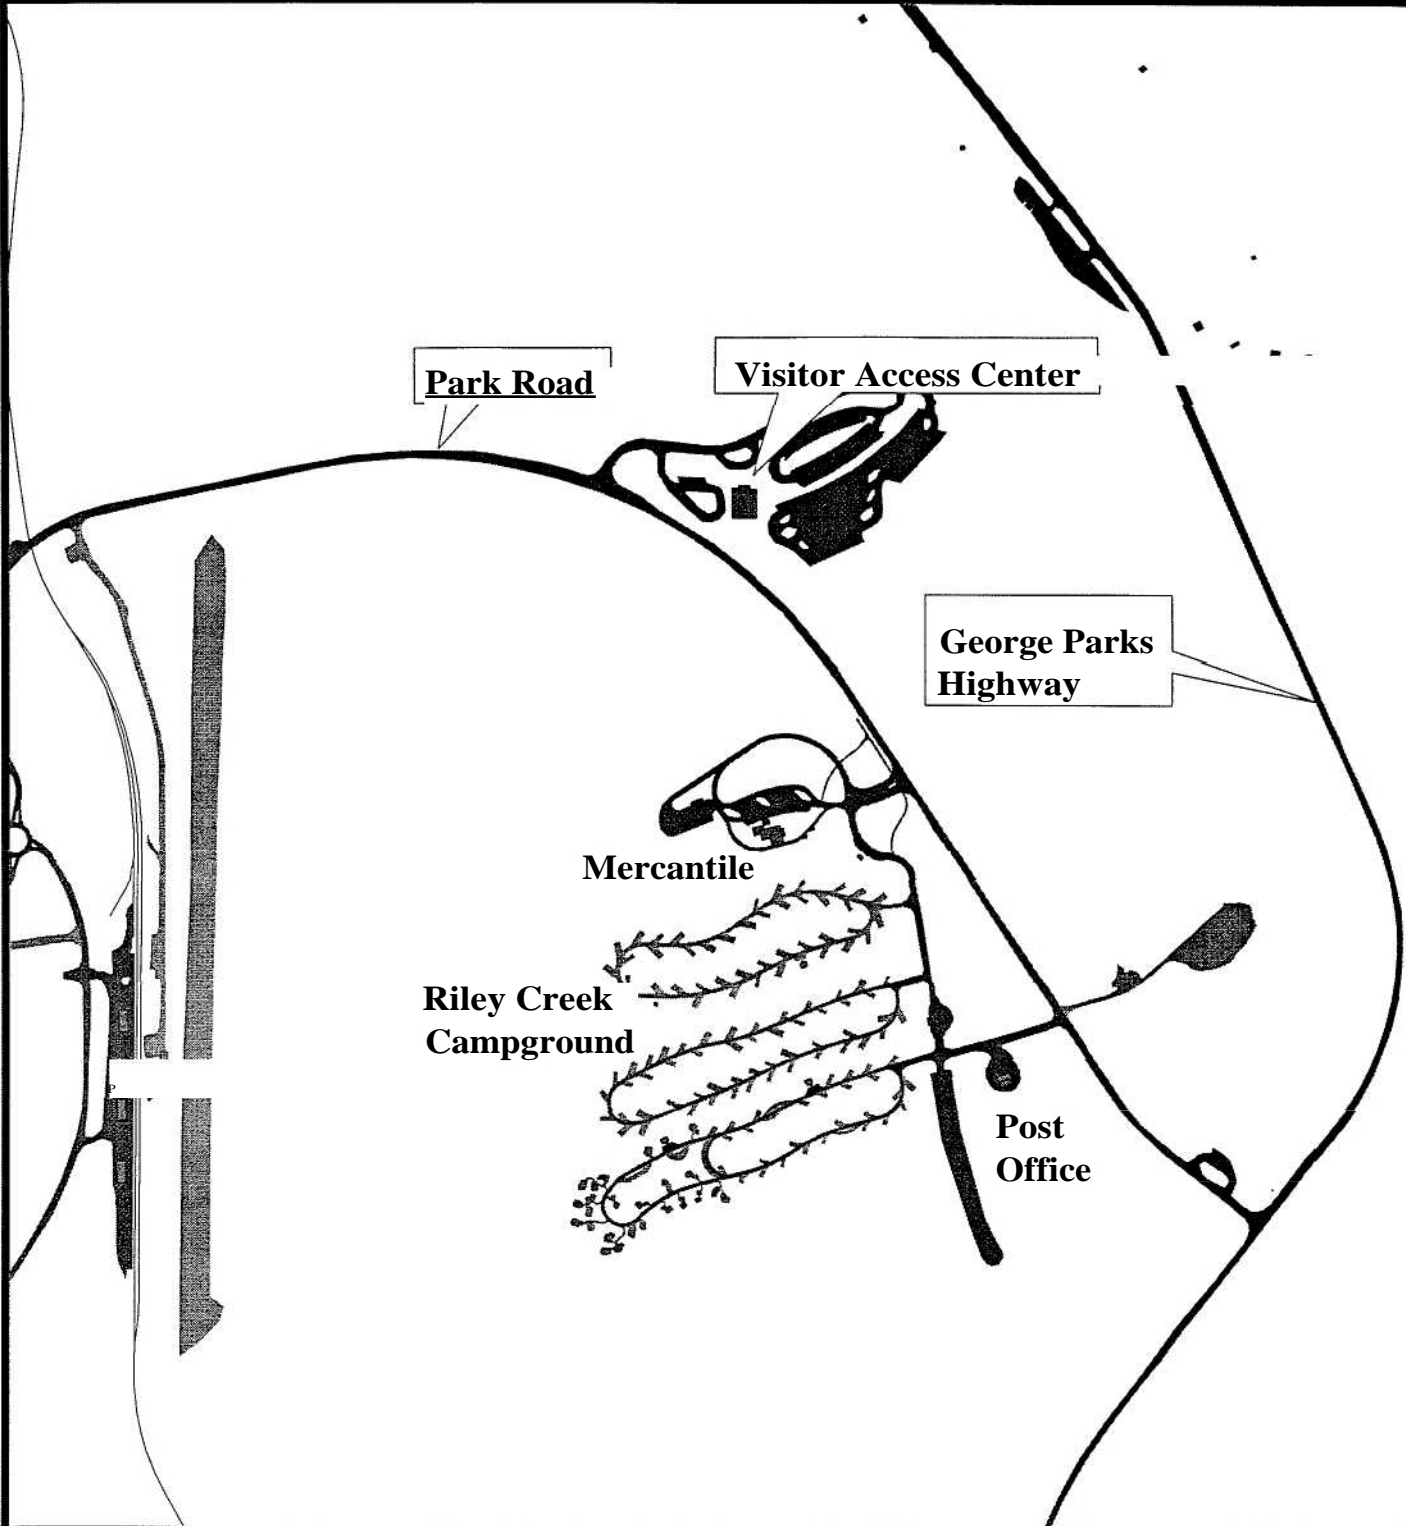 Park Road
Visitor Access Center
George Parks
Highway
Mercantile
Riley Creek
Campground
Post
Office